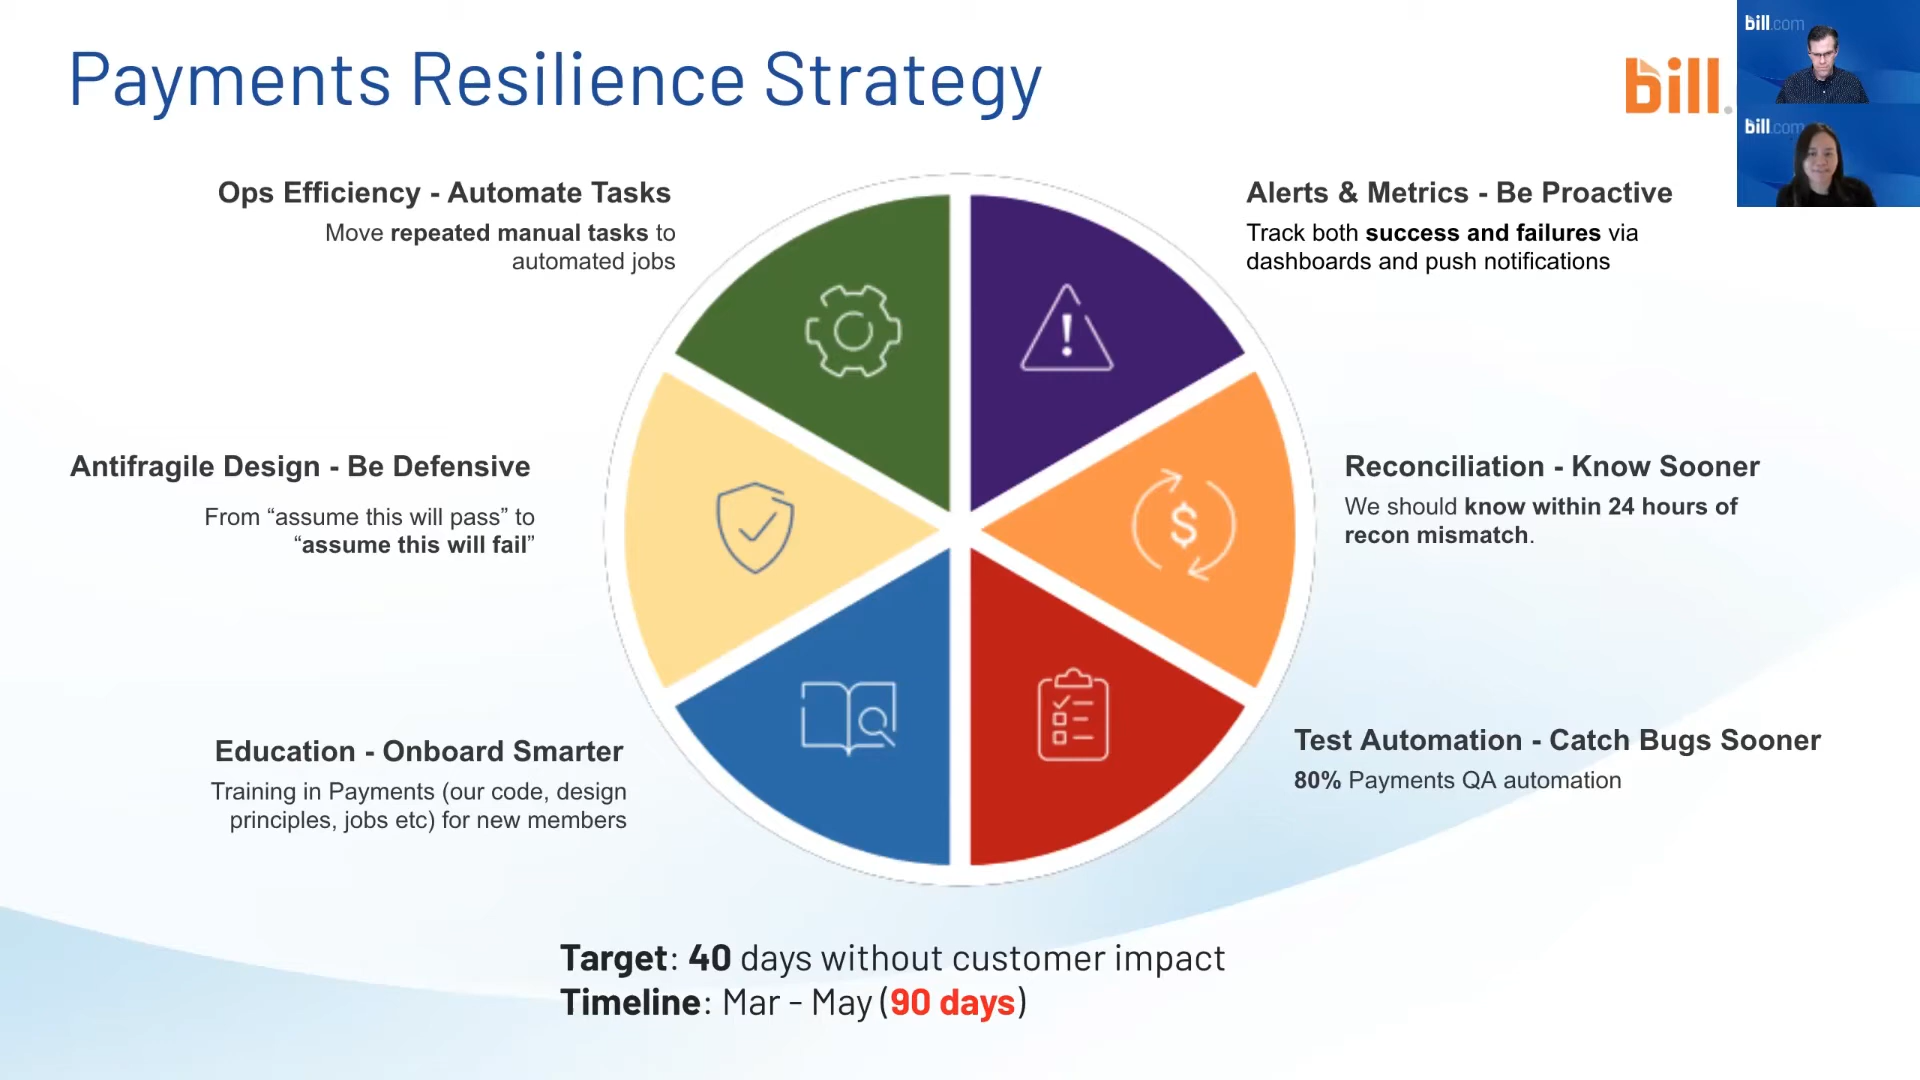 Payments Resilience Strategy
bill.
bill.com
bill.com
Ops Efficiency - Automate Tasks
Move repeated manual tasks to
automated jobs
Alerts & Metrics - Be Proactive
Track both success and failures via
dashboards and push notifications
Antifragile Design - Be Defensive
From “assume this will pass” to
“assume this will fail”
Reconciliation - Know Sooner
We should know within 24 hours of
recon mismatch.
$
Education - Onboard Smarter
Training in Payments (our code, design
principles, jobs etc) for new members
Test Automation - Catch Bugs Sooner
80% Payments QA automation
Target: 40 days without customer impact
Timeline: Mar - May (90 days)